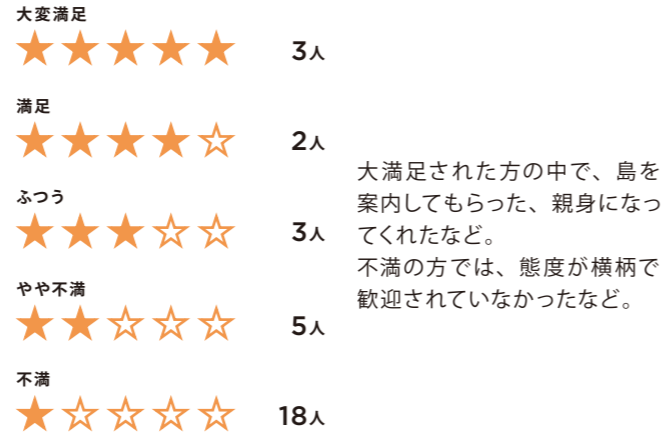 大変満足
★★★★★ 3人
満足
★★★★☆ 2人
ふつう
★★★☆☆ 3人
やや不満
★★☆☆☆ 5人
不満
★☆☆☆☆ 18人
大満足された方の中で、島を
案内してもらった、親身になっ
てくれたなど。
不満の方では、態度が横柄で
歓迎されていなかったなど。